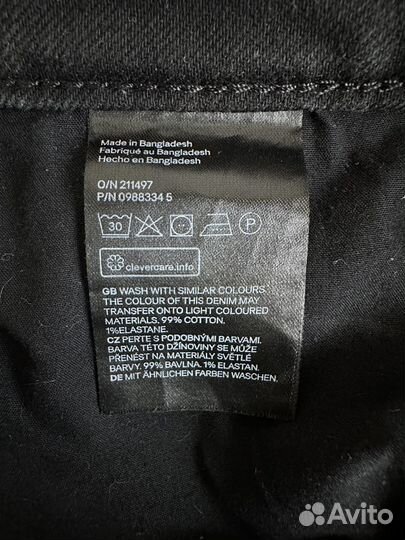 Made in Bangladesh
Fabriqué au Bangladesh
Hecho en Bangladesh
O/N 211497
P/N 0988334 5
30
P
clevercare.info
GB WASH WITH SIMILAR COLOURS.
THE COLOUR OF THIS DENIM MAY
TRANSFER ONTO LIGHT COLOURED
MATERIALS. 99% COTTON.
1%ELASTANE.
CZ PERTE S PODOBNÝMI BARVAMI.
BARVA TÉTO DŽÍNOVINY SE MŮŽE
PŘENÉST NA MATERIÁLY SVĚTLÉ
BARVY. 99% BAVLNA. 1% ELASTAN.
DE MIT ÄHNLICHEN FARBEN WASCHEN.
Avito